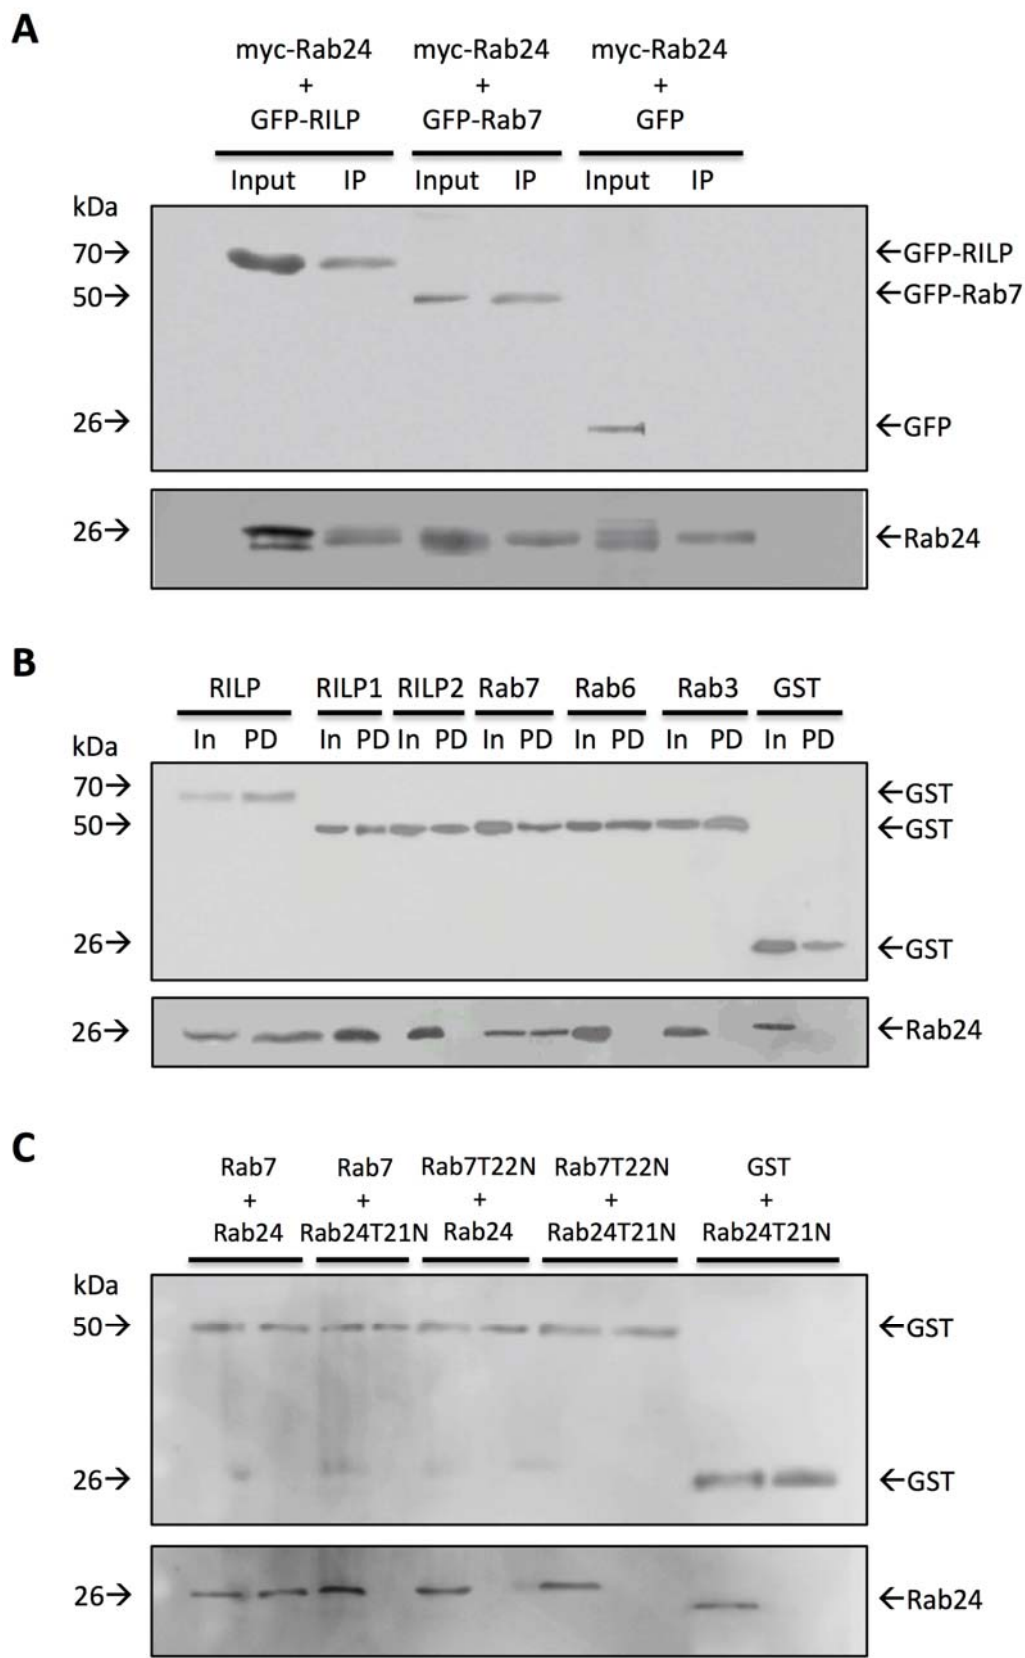 A
myc-Rab24 myc-Rab24 myc-Rab24
+ + +
GFP-RILP GFP-Rab7 GFP
Input IP Input IP Input IP
kDa
70→ ←GFP-RILP
50→ ←GFP-Rab7
26→ ←GFP
26→ ←Rab24
B
RILP RILP1 RILP2 Rab7 Rab6 Rab3 GST
In PD In PD In PD In PD In PD In PD In PD
kDa
70→ ←GST
50→ ←GST
26→ ←GST
26→ ←Rab24
C
Rab7 Rab7 Rab7T22N Rab7T22N GST
+ + + + +
Rab24 Rab24T21N Rab24 Rab24T21N Rab24T21N
kDa
50→ ←GST
26→ ←GST
26→ ←Rab24